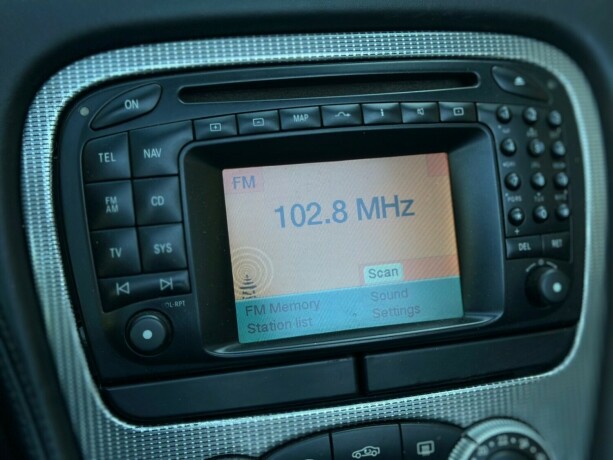 ON
MAP
i
TEL
NAV
FM
AM
CD
TV
SYS
FM
102.8 MHz
Scan
FM Memory
Sound
Station list
Settings
DEL